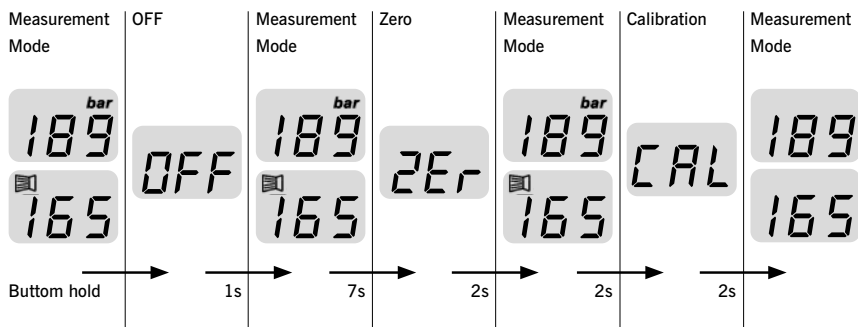 Measurement Mode
OFF
Measurement Mode
Zero
Measurement Mode
Calibration
Measurement Mode
bar
189
165
OFF
bar
189
165
2Er
bar
189
165
CAL
189
165
Buttom hold
1s
7s
2s
2s
2s